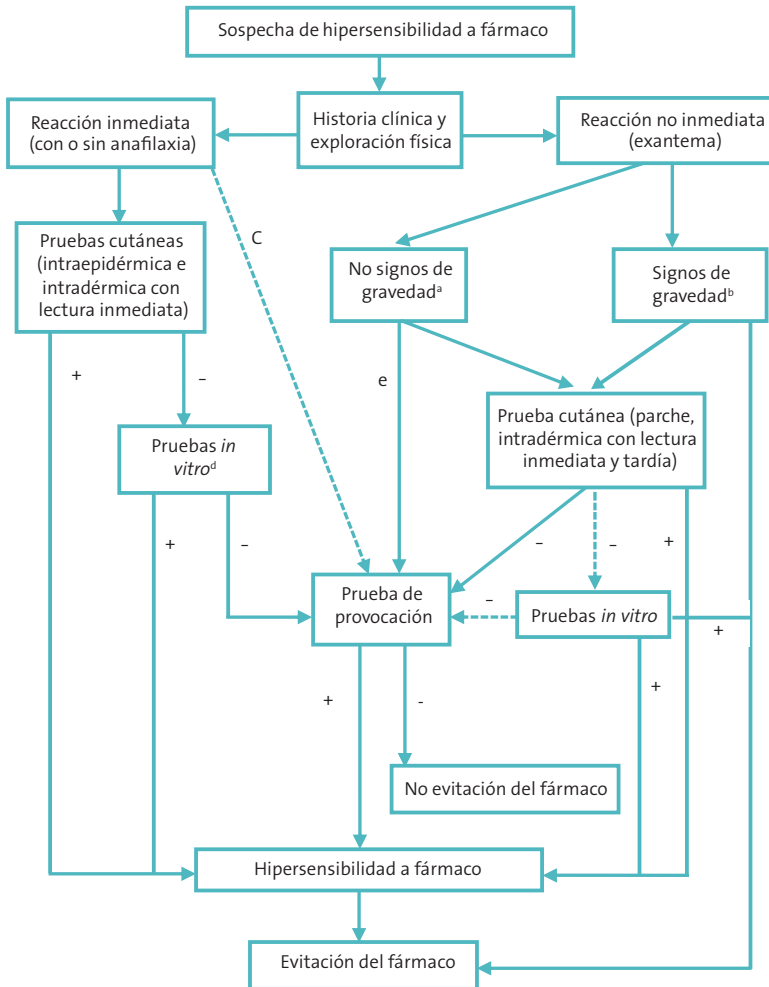 Sospecha de hipersensibilidad a fármaco
Historia clínica y
exploración física
Reacción inmediata
(con o sin anafilaxia)
Reacción no inmediata
(exantema)
Pruebas cutáneas
(intraepidérmica e
intradérmica con
lectura inmediata)
C
No signos de
gravedadᵃ
Signos de
gravedadᵇ
+
–
e
Prueba cutánea (parche,
intradérmica con lectura
inmediata y tardía)
Pruebas in vitroᵈ
+
–
–
–
+
Prueba de
provocación
–
Pruebas in vitro
+
+
-
+
No evitación del fármaco
Hipersensibilidad a fármaco
Evitación del fármaco